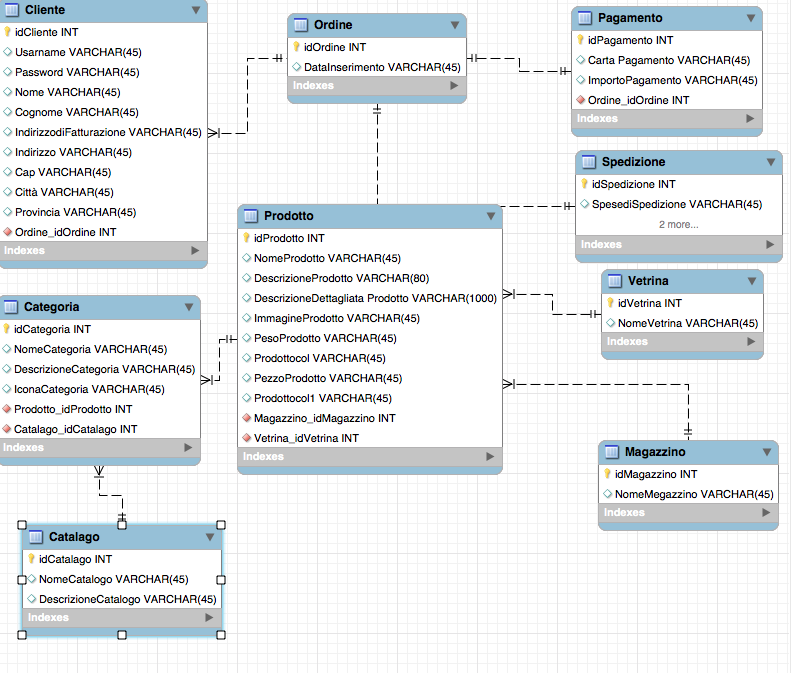 Cliente
idCliente INT
Username VARCHAR(45)
Password VARCHAR(45)
Nome VARCHAR(45)
Cognome VARCHAR(45)
IndirizzodiFatturazione VARCHAR(45)
Indirizzo VARCHAR(45)
Cap VARCHAR(45)
Città VARCHAR(45)
Provincia VARCHAR(45)
Ordine_idOrdine INT
Indexes
Ordine
idOrdine INT
DataInserimento VARCHAR(45)
Indexes
Pagamento
idPagamento INT
Carta Pagamento VARCHAR(45)
ImportoPagamento VARCHAR(45)
Ordine_idOrdine INT
Indexes
Spedizione
idSpedizione INT
SpesediSpedizione VARCHAR(45)
2 more...
Indexes
Prodotto
idProdotto INT
NomeProdotto VARCHAR(45)
DescrizioneProdotto VARCHAR(80)
DescrizioneDettagliata Prodotto VARCHAR(1000)
ImmagineProdotto VARCHAR(45)
PesoProdotto VARCHAR(45)
Prodottocol VARCHAR(45)
PezzoProdotto VARCHAR(45)
Prodottocol1 VARCHAR(45)
Magazzino_idMagazzino INT
Vetrina_idVetrina INT
Indexes
Vetrina
idVetrina INT
NomeVetrina VARCHAR(45)
Indexes
Categoria
idCategoria INT
NomeCategoria VARCHAR(45)
DescrizioneCategoria VARCHAR(45)
IconaCategoria VARCHAR(45)
Prodotto_idProdotto INT
Catalago_idCatalago INT
Indexes
Magazzino
idMagazzino INT
NomeMegazzino VARCHAR(45)
Indexes
Catalago
idCatalago INT
NomeCatalogo VARCHAR(45)
DescrizioneCatalogo VARCHAR(45)
Indexes